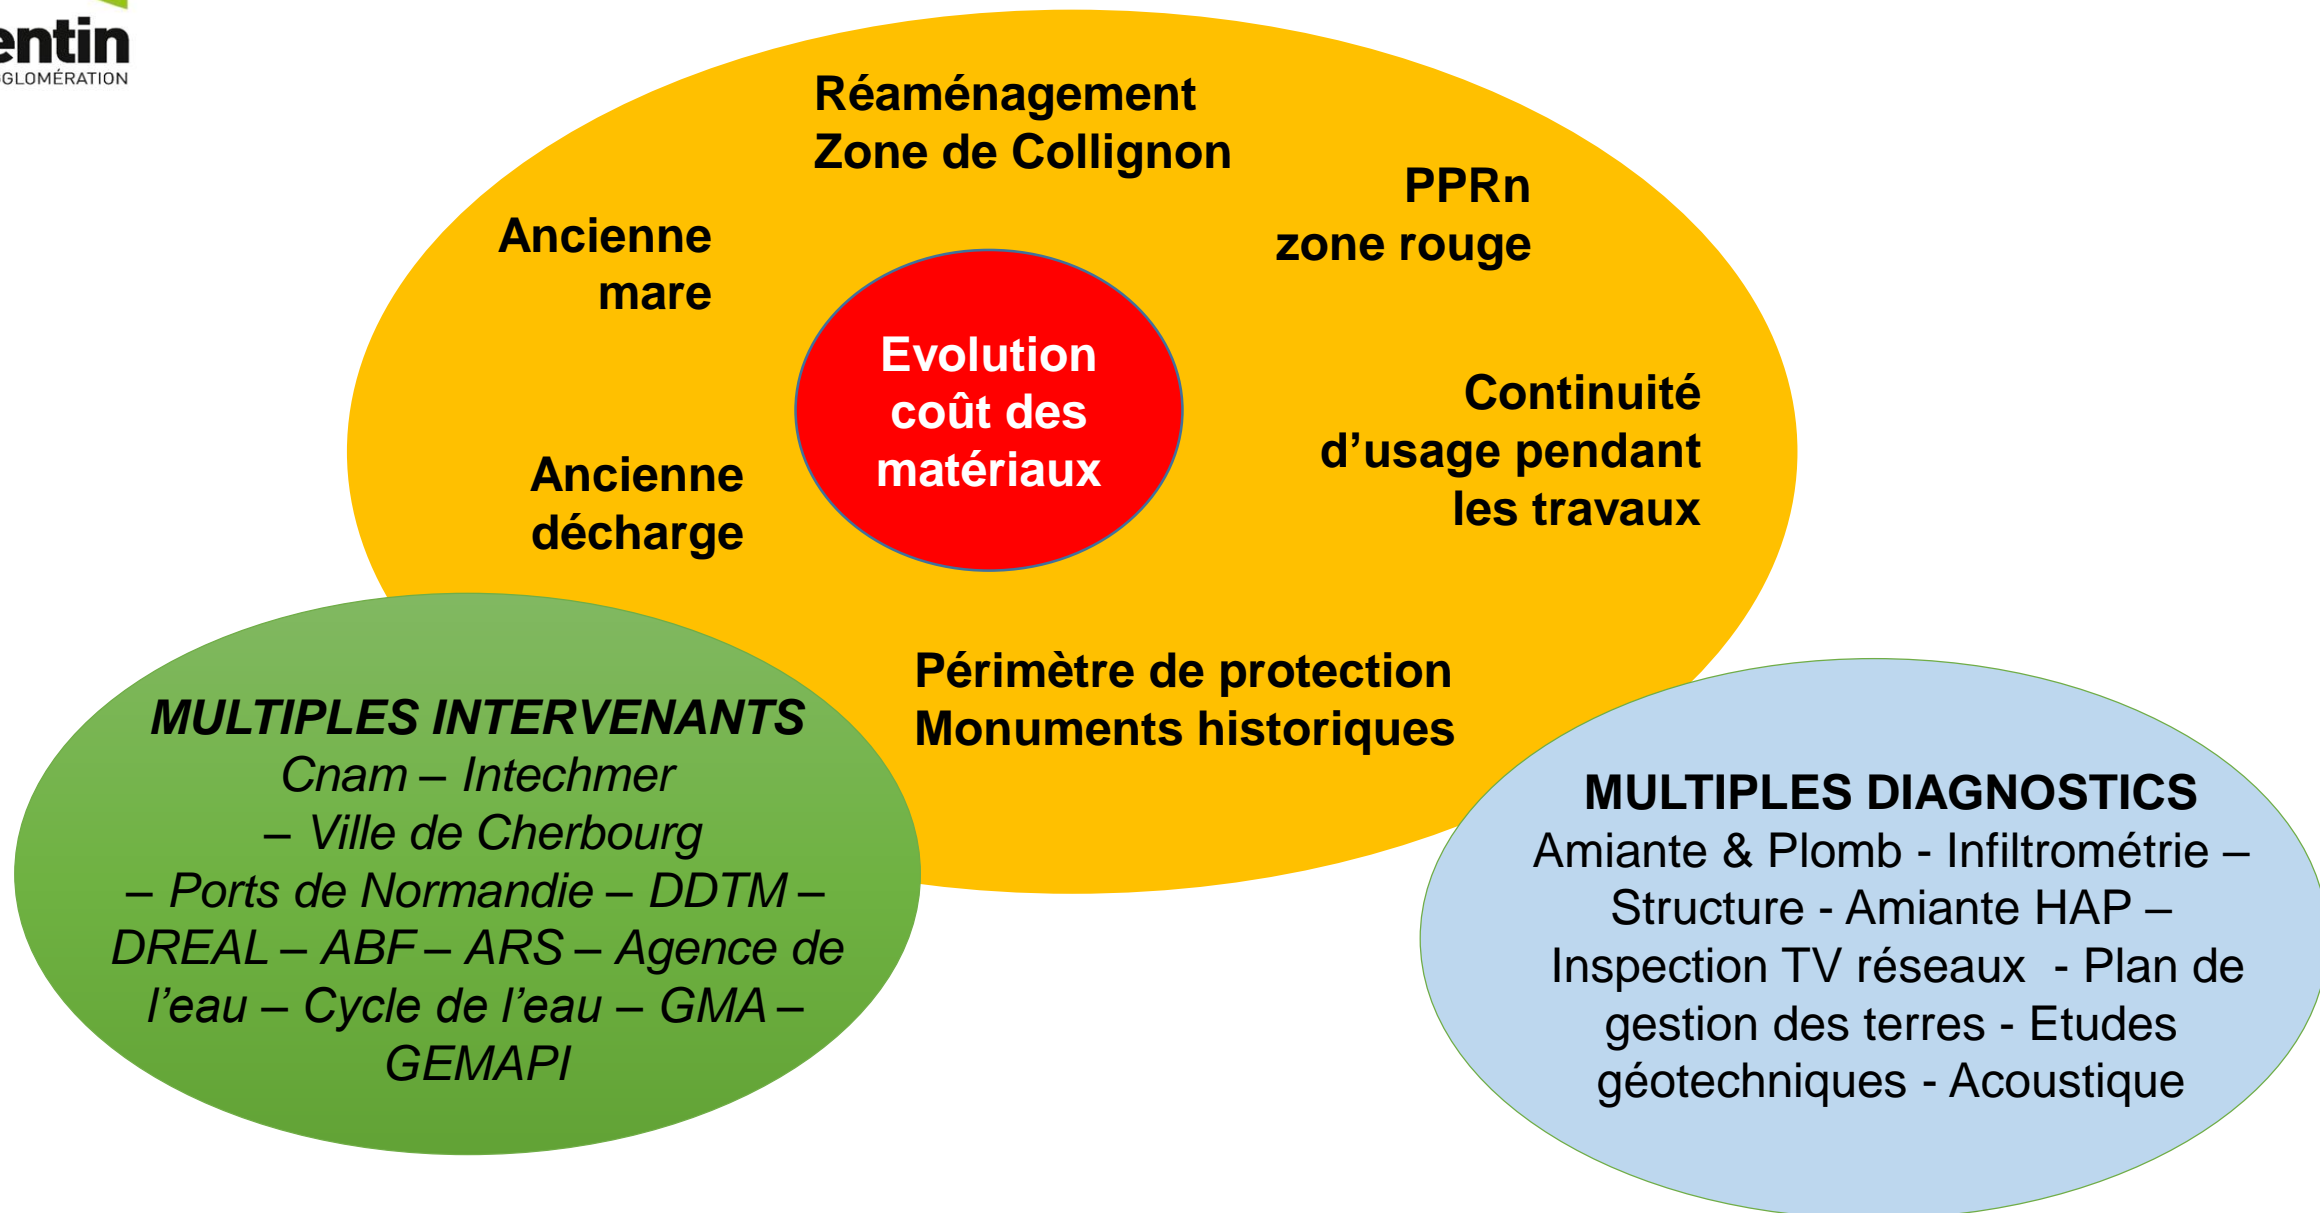 entin
GGLOMÉRATION
Réaménagement
Zone de Collignon
PPRn
zone rouge
Ancienne
mare
Evolution
coût des
matériaux
Continuité
d’usage pendant
les travaux
Ancienne
décharge
Périmètre de protection
Monuments historiques
MULTIPLES INTERVENANTS
Cnam – Intechmer
– Ville de Cherbourg
– Ports de Normandie – DDTM –
DREAL – ABF – ARS – Agence de
l’eau – Cycle de l’eau – GMA –
GEMAPI
MULTIPLES DIAGNOSTICS
Amiante & Plomb - Infiltrométrie –
Structure - Amiante HAP –
Inspection TV réseaux - Plan de
gestion des terres - Etudes
géotechniques - Acoustique